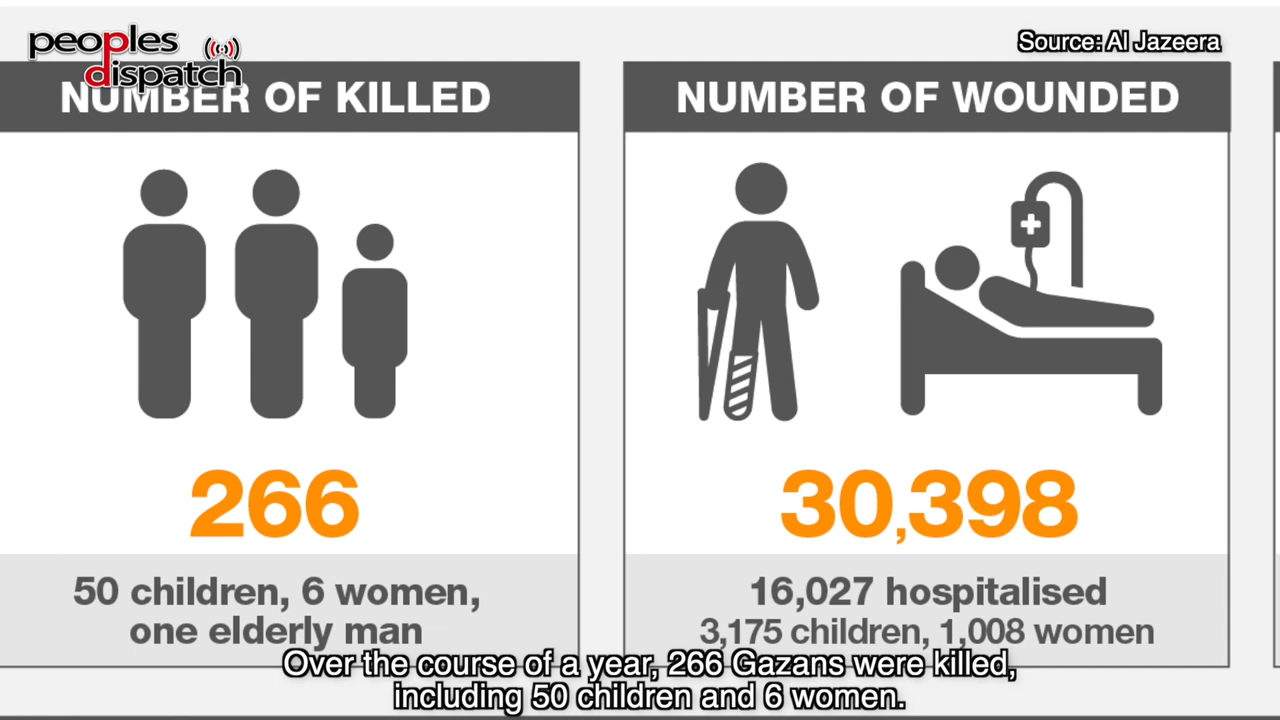 peoples
dispatch
Source: Al Jazeera
NUMBER OF KILLED
NUMBER OF WOUNDED
266
30,398
50 children, 6 women,
one elderly man
16,027 hospitalised
3,175 children, 1,008 women
Over the course of a year, 266 Gazans were killed,
including 50 children and 6 women.